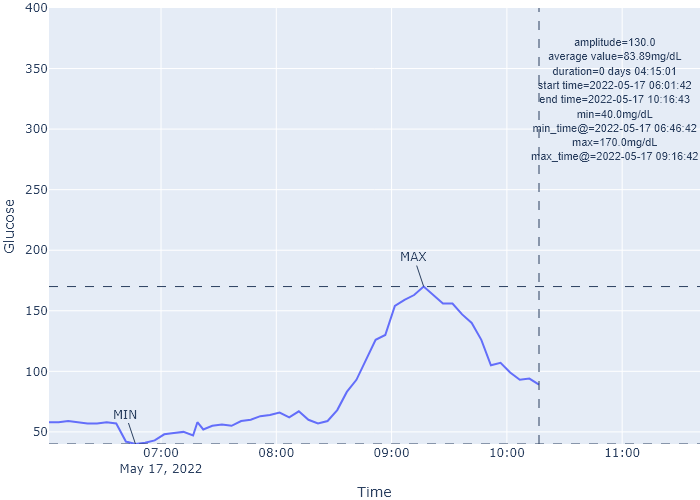 400
350
300
250
200
150
100
50
Glucose
amplitude=130.0
average value=83.89mg/dL
duration=0 days 04:15:01
start time=2022-05-17 06:01:42
end time=2022-05-17 10:16:43
min=40.0mg/dL
min_time@=2022-05-17 06:46:42
max=170.0mg/dL
max_time@=2022-05-17 09:16:42
MAX
MIN
07:00 08:00 09:00 10:00 11:00
May 17, 2022
Time